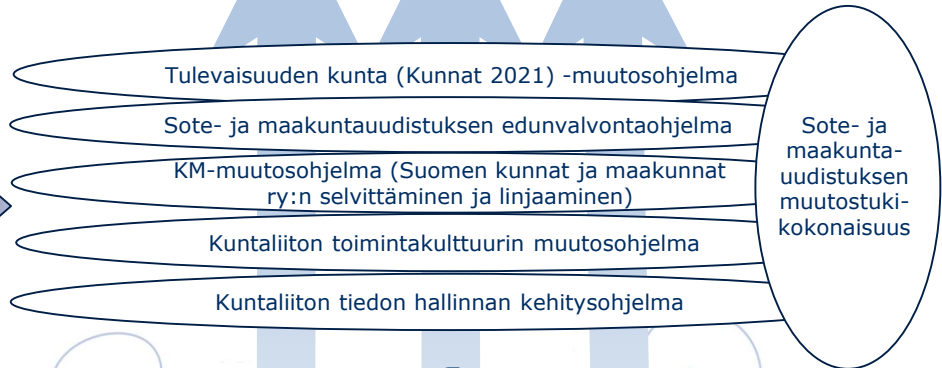 Tulevaisuuden kunta (Kunnat 2021) -muutosohjelma
Sote- ja maakuntauudistuksen edunvalvontaohjelma
KM-muutosohjelma (Suomen kunnat ja maakunnat
ry:n selvittäminen ja linjaaminen)
Kuntaliiton toimintakulttuurin muutosohjelma
Kuntaliiton tiedon hallinnan kehitysohjelma
Sote- ja
maakunta-
uudistuksen
muutostuki-
kokonaisuus